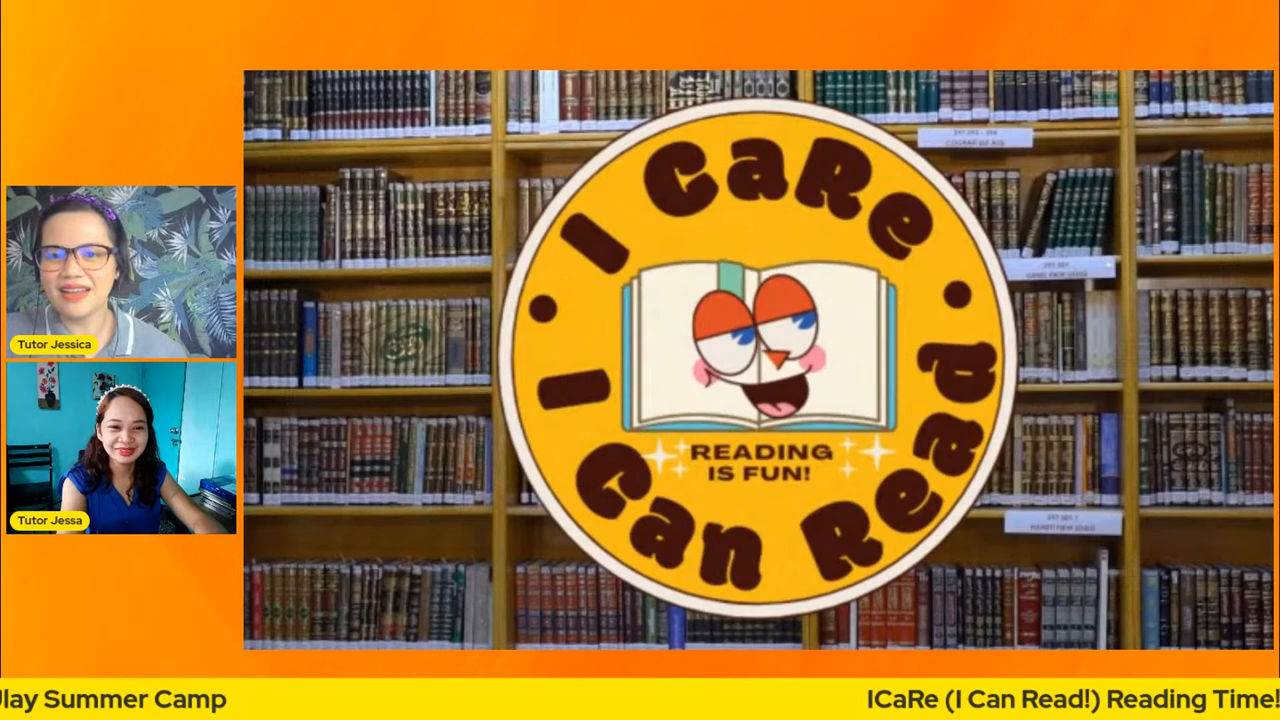 I CaRe
I Can Read
READING
IS FUN!
Tutor Jessica
Tutor Jessa
Summer Camp
ICaRe (I Can Read!) Reading Time!